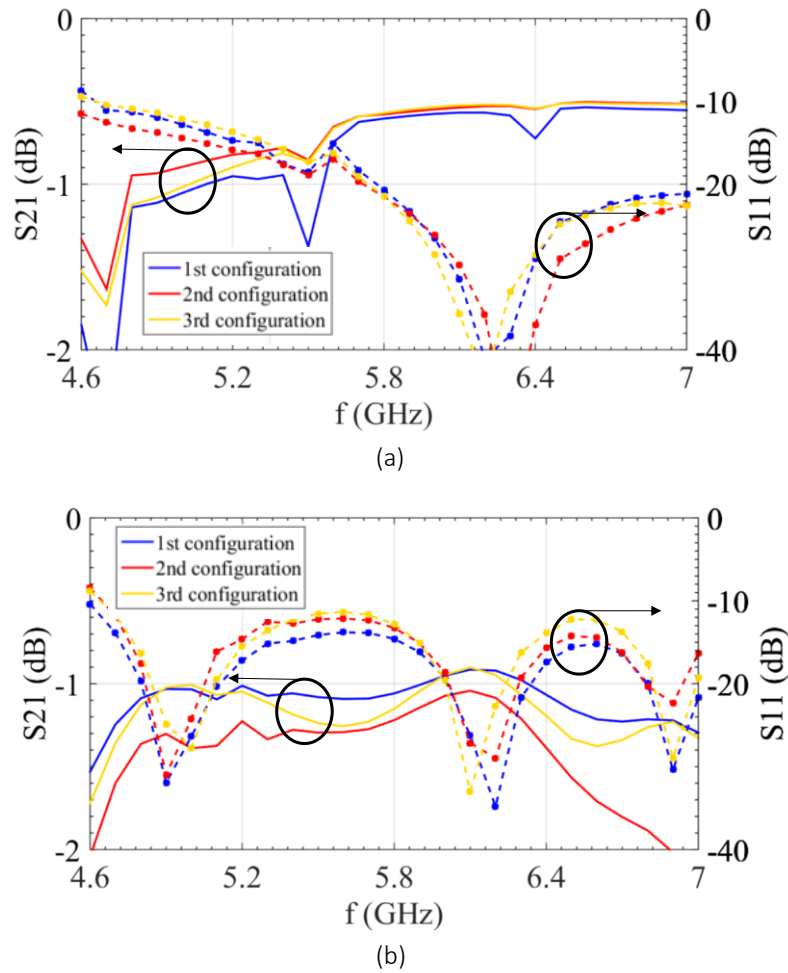 0
-1
-2
S21 (dB)
0
-10
-20
-30
-40
S11 (dB)
1st configuration
2nd configuration
3rd configuration
4.6
5.2
5.8
6.4
7
f (GHz)
(a)
0
-1
-2
S21 (dB)
0
-10
-20
-30
-40
S11 (dB)
1st configuration
2nd configuration
3rd configuration
4.6
5.2
5.8
6.4
7
f (GHz)
(b)